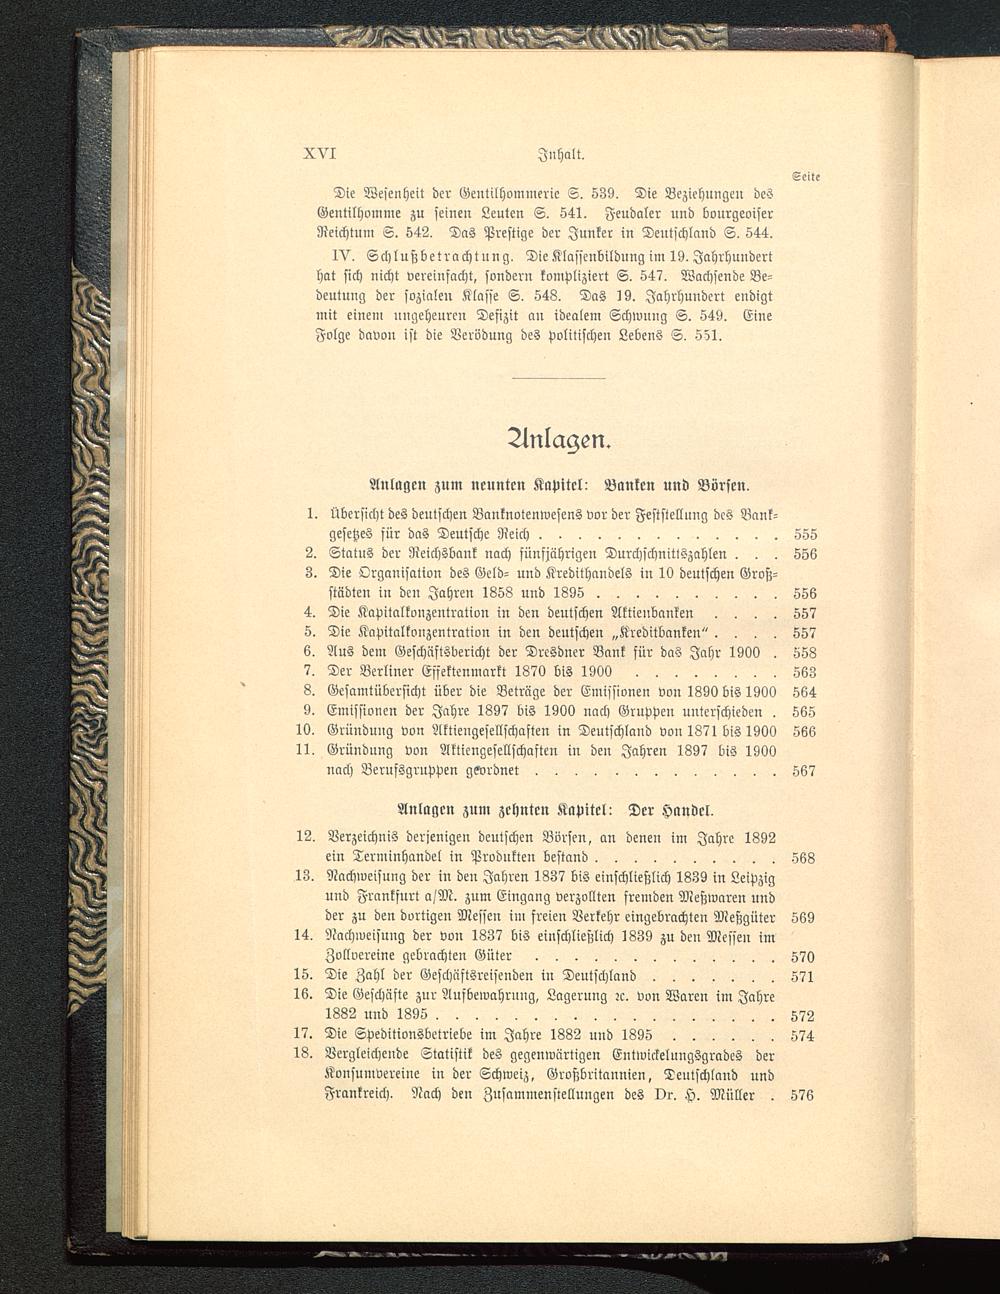 XVI Inhalt.
Seite
Die Wesenheit der Gentilhommerie S. 539. Die Beziehungen des
Gentilhomme zu seinen Leuten S. 541. Feudaler und bourgeoiser
Reichtum S. 542. Das Prestige der Junker in Deutschland S. 544.
IV. Schlußbetrachtung. Die Klassenbildung im 19. Jahrhundert
hat sich nicht vereinfacht, sondern kompliziert S. 547. Wachsende Be-
deutung der sozialen Klasse S. 548. Das 19. Jahrhundert endigt
mit einem ungeheuren Defizit an idealem Schwung S. 549. Eine
Folge davon ist die Verödung des politischen Lebens S. 551.
Anlagen.
Anlagen zum neunten Kapitel: Banken und Börsen.
1. Übersicht des deutschen Banknotenwesens vor der Feststellung des Bank-
gesetzes für das Deutsche Reich . . . . . . . . . . . . . 555
2. Status der Reichsbank nach fünfjährigen Durchschnittszahlen . . . 556
3. Die Organisation des Geld- und Kredithandels in 10 deutschen Groß-
städten in den Jahren 1858 und 1895 . . . . . . . . . . 556
4. Die Kapitalkonzentration in den deutschen Aktienbanken . . . . 557
5. Die Kapitalkonzentration in den deutschen „Kreditbanken“ . . . . 557
6. Aus dem Geschäftsbericht der Dresdner Bank für das Jahr 1900 . 558
7. Der Berliner Effektenmarkt 1870 bis 1900 . . . . . . . . 563
8. Gesamtübersicht über die Beträge der Emissionen von 1890 bis 1900 564
9. Emissionen der Jahre 1897 bis 1900 nach Gruppen unterschieden . 565
10. Gründung von Aktiengesellschaften in Deutschland von 1871 bis 1900 566
11. Gründung von Aktiengesellschaften in den Jahren 1897 bis 1900
nach Berufsgruppen geordnet . . . . . . . . . . . . . 567
Anlagen zum zehnten Kapitel: Der Handel.
12. Verzeichnis derjenigen deutschen Börsen, an denen im Jahre 1892
ein Terminhandel in Produkten bestand . . . . . . . . . . 568
13. Nachweisung der in den Jahren 1837 bis einschließlich 1839 in Leipzig
und Frankfurt a/M. zum Eingang verzollten fremden Meßwaren und
der zu den dortigen Messen im freien Verkehr eingebrachten Meßgüter 569
14. Nachweisung der von 1837 bis einschließlich 1839 zu den Messen im
Zollvereine gebrachten Güter . . . . . . . . . . . . . 570
15. Die Zahl der Geschäftsreisenden in Deutschland . . . . . . . 571
16. Die Geschäfte zur Aufbewahrung, Lagerung ꝛc. von Waren im Jahre
1882 und 1895 . . . . . . . . . . . . . . . . . . 572
17. Die Speditionsbetriebe im Jahre 1882 und 1895 . . . . . . 574
18. Vergleichende Statistik des gegenwärtigen Entwickelungsgrades der
Konsumvereine in der Schweiz, Großbritannien, Deutschland und
Frankreich. Nach den Zusammenstellungen des Dr. H. Müller . 576